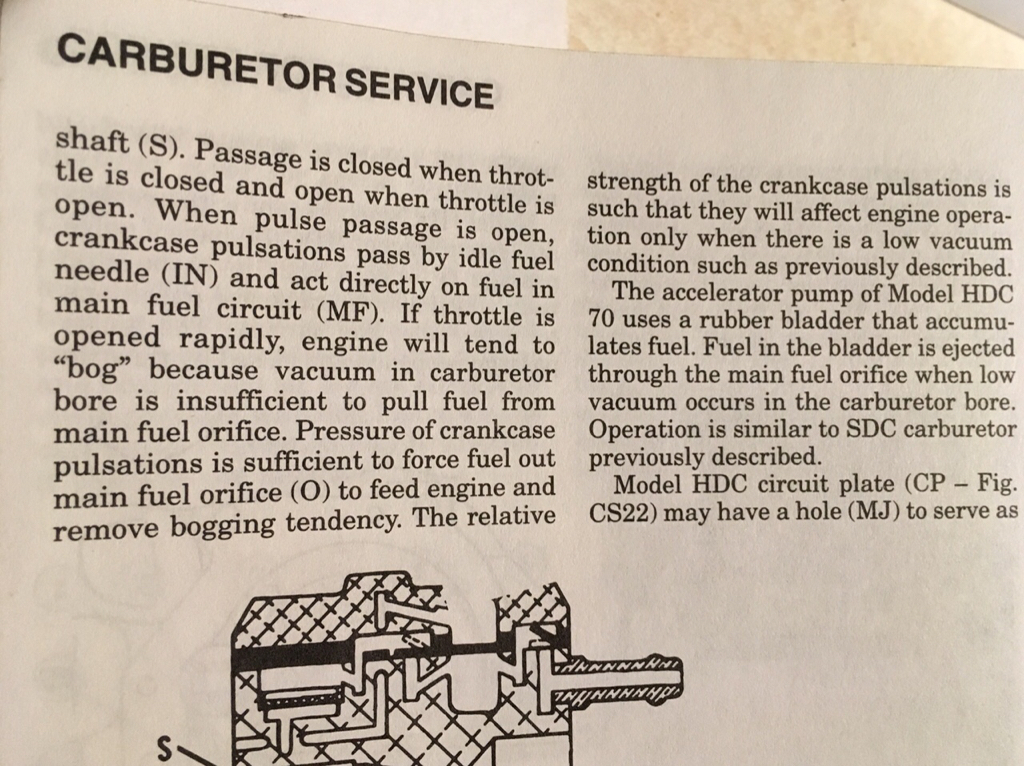 CARBURETOR SERVICE
shaft (S). Passage is closed when throt-
tle is closed and open when throttle is
open. When pulse passage is open,
crankcase pulsations pass by idle fuel
needle (IN) and act directly on fuel in
main fuel circuit (MF). If throttle is
opened rapidly, engine will tend to
“bog” because vacuum in carburetor
bore is insufficient to pull fuel from
main fuel orifice. Pressure of crankcase
pulsations is sufficient to force fuel out
main fuel orifice (O) to feed engine and
remove bogging tendency. The relative
strength of the crankcase pulsations is
such that they will affect engine opera-
tion only when there is a low vacuum
condition such as previously described.
The accelerator pump of Model HDC
70 uses a rubber bladder that accumu-
lates fuel. Fuel in the bladder is ejected
through the main fuel orifice when low
vacuum occurs in the carburetor bore.
Operation is similar to SDC carburetor
previously described.
Model HDC circuit plate (CP – Fig.
CS22) may have a hole (MJ) to serve as
S